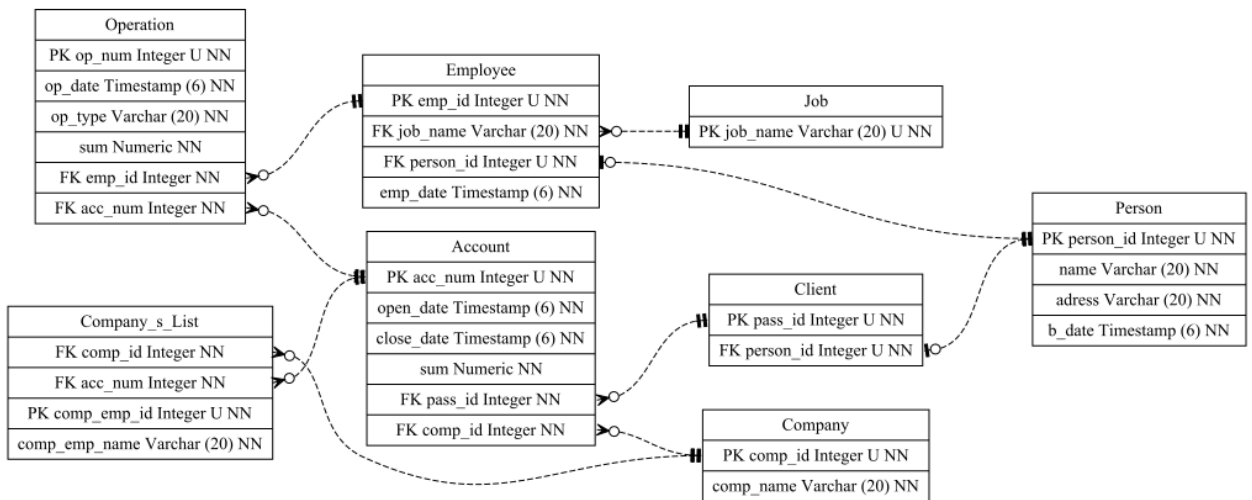 Operation
PK op_num Integer U NN
op_date Timestamp (6) NN
op_type Varchar (20) NN
sum Numeric NN
FK emp_id Integer NN
FK acc_num Integer NN
Employee
PK emp_id Integer U NN
FK job_name Varchar (20) NN
FK person_id Integer U NN
emp_date Timestamp (6) NN
Job
PK job_name Varchar (20) U NN
Person
PK person_id Integer U NN
name Varchar (20) NN
adress Varchar (20) NN
b_date Timestamp (6) NN
Account
PK acc_num Integer U NN
open_date Timestamp (6) NN
close_date Timestamp (6) NN
sum Numeric NN
FK pass_id Integer NN
FK comp_id Integer NN
Client
PK pass_id Integer U NN
FK person_id Integer U NN
Company_s_List
FK comp_id Integer NN
FK acc_num Integer NN
PK comp_emp_id Integer U NN
comp_emp_name Varchar (20) NN
Company
PK comp_id Integer U NN
comp_name Varchar (20) NN